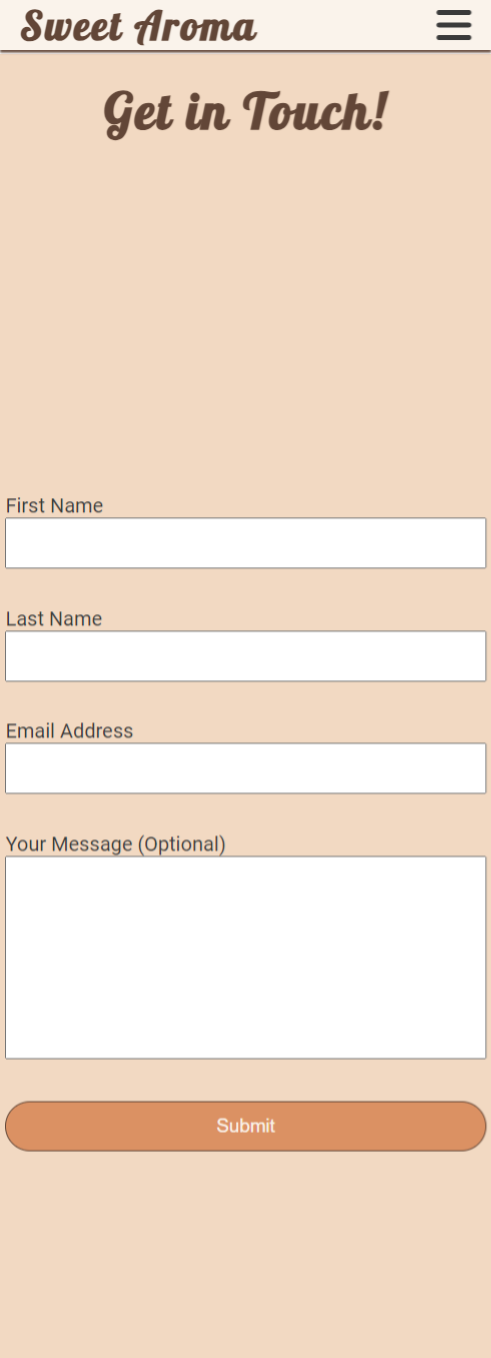 Sweet Aroma
Get in Touch!
First Name
Last Name
Email Address
Your Message (Optional)
Submit